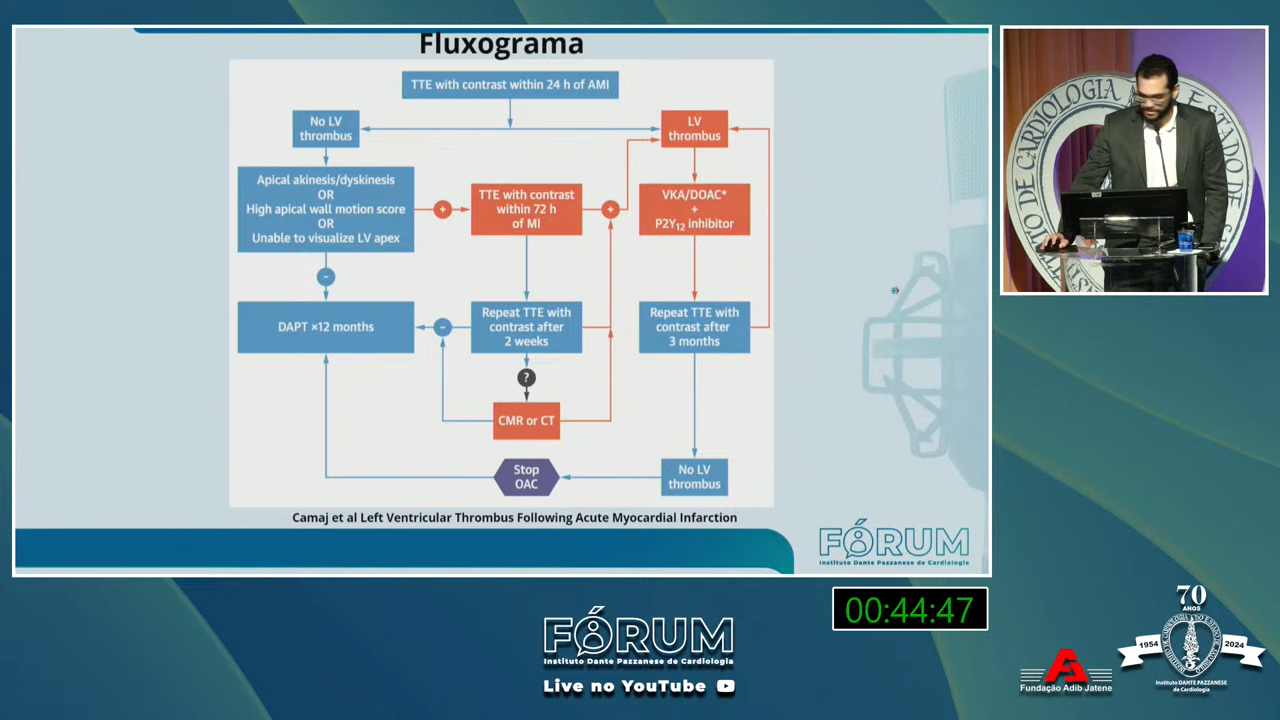 Fluxograma
TTE with contrast within 24 h of AMI
No LV
thrombus
LV
thrombus
Apical akinesis/dyskinesis
OR
High apical wall motion score
OR
Unable to visualize LV apex
+
TTE with contrast
within 72 h
of MI
+
VKA/DOAC*
+
P2Y12 inhibitor
-
DAPT ×12 months
-
Repeat TTE with
contrast after
2 weeks
Repeat TTE with
contrast after
3 months
?
CMR or CT
Stop
OAC
No LV
thrombus
Camaj et al Left Ventricular Thrombus Following Acute Myocardial Infarction
FÓRUM
Instituto Dante Pazzanese de Cardiologia
00:44:47
FÓRUM
Instituto Dante Pazzanese de Cardiologia
Live no YouTube
Fundação Adib Jatene
70
ANOS
1954
2024
Instituto DANTE PAZZANESE
de Cardiologia
DE CARDIOLOGIA